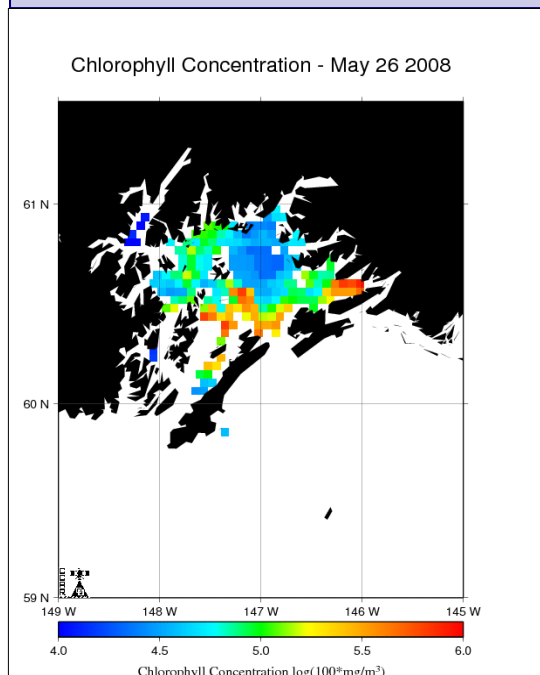 Chlorophyll Concentration - May 26 2008
61 N
60 N
59 N
149 W 148 W 147 W 146 W 145 W
4.0 4.5 5.0 5.5 6.0
Chlorophyll Concentration log(100*mg/m³)